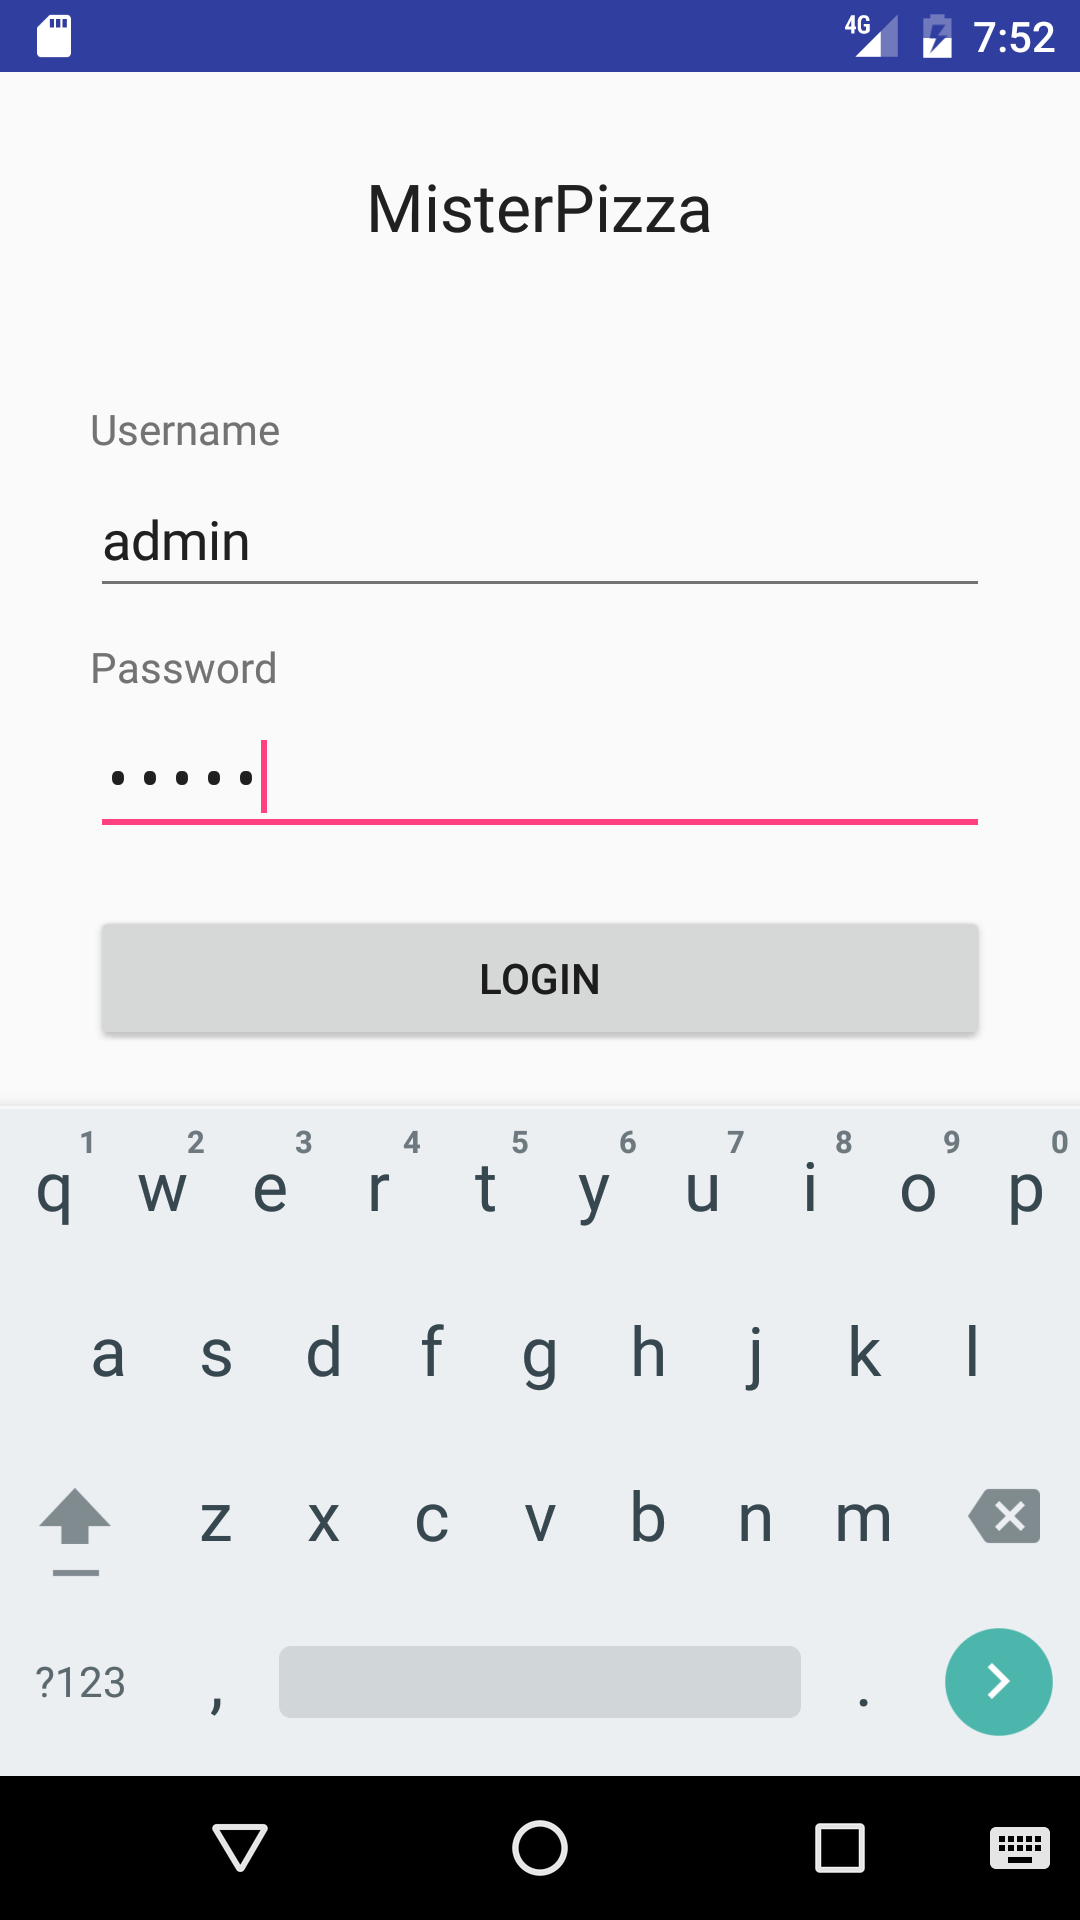 4G 7:52
MisterPizza
Username
admin
Password
•••••
LOGIN
1 2 3 4 5 6 7 8 9 0
q w e r t y u i o p
a s d f g h j k l
z x c v b n m
?123 , .